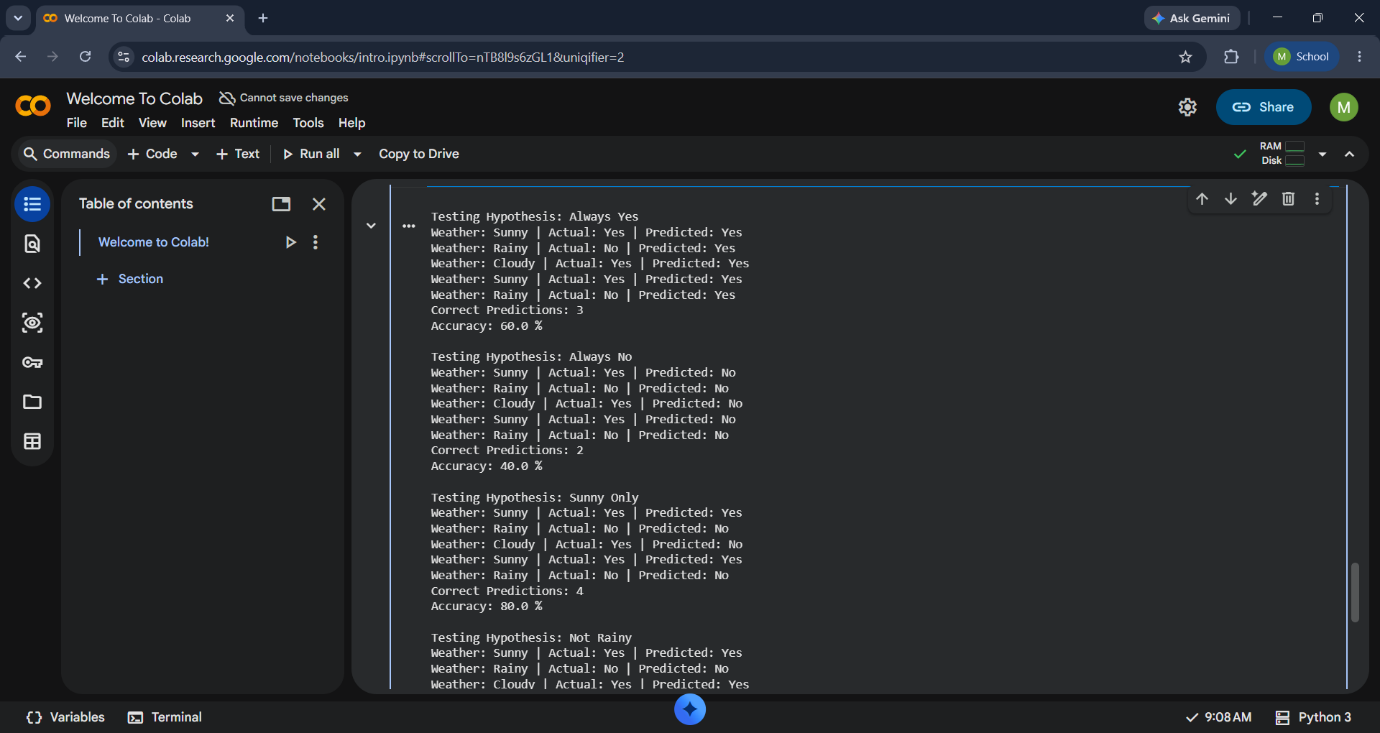 Welcome To Colab - Colab
Ask Gemini
colab.research.google.com/notebooks/intro.ipynb#scrollTo=nTB8l9s6zGL1&uniqifier=2
M School
Welcome To Colab Cannot save changes
File Edit View Insert Runtime Tools Help
Share
M
Commands + Code + Text Run all Copy to Drive
RAM
Disk
Table of contents
Welcome to Colab!
+ Section
Testing Hypothesis: Always Yes
Weather: Sunny | Actual: Yes | Predicted: Yes
Weather: Rainy | Actual: No | Predicted: Yes
Weather: Cloudy | Actual: Yes | Predicted: Yes
Weather: Sunny | Actual: Yes | Predicted: Yes
Weather: Rainy | Actual: No | Predicted: Yes
Correct Predictions: 3
Accuracy: 60.0 %
Testing Hypothesis: Always No
Weather: Sunny | Actual: Yes | Predicted: No
Weather: Rainy | Actual: No | Predicted: No
Weather: Cloudy | Actual: Yes | Predicted: No
Weather: Sunny | Actual: Yes | Predicted: No
Weather: Rainy | Actual: No | Predicted: No
Correct Predictions: 2
Accuracy: 40.0 %
Testing Hypothesis: Sunny Only
Weather: Sunny | Actual: Yes | Predicted: Yes
Weather: Rainy | Actual: No | Predicted: No
Weather: Cloudy | Actual: Yes | Predicted: No
Weather: Sunny | Actual: Yes | Predicted: Yes
Weather: Rainy | Actual: No | Predicted: No
Correct Predictions: 4
Accuracy: 80.0 %
Testing Hypothesis: Not Rainy
Weather: Sunny | Actual: Yes | Predicted: Yes
Weather: Rainy | Actual: No | Predicted: No
Weather: Cloudy | Actual: Yes | Predicted: Yes
{} Variables Terminal
9:08 AM Python 3